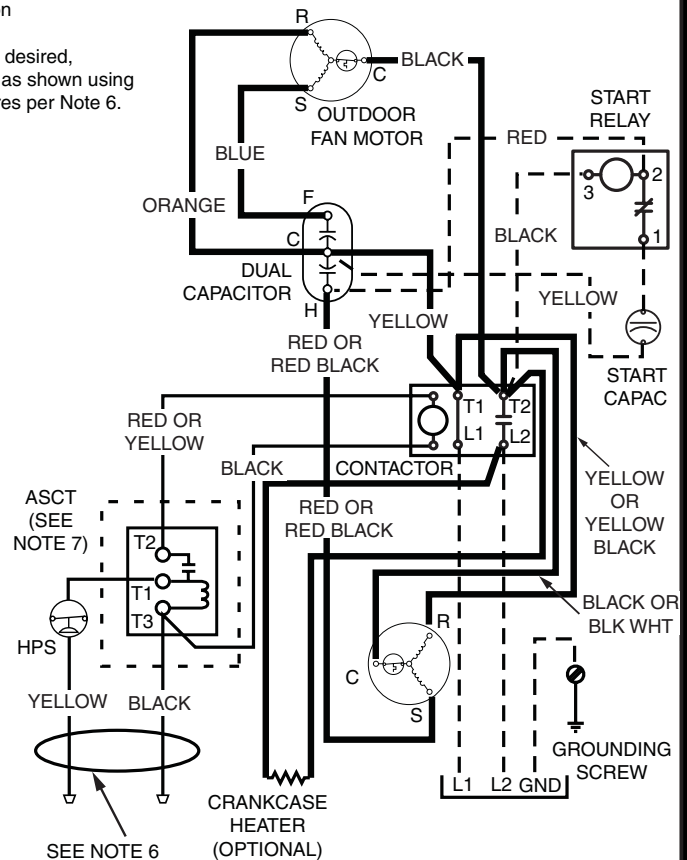 on
desired,
as shown using
res per Note 6.
R
C
BLACK
S
OUTDOOR
FAN MOTOR
START
RELAY
RED
BLUE
3
2
1
ORANGE
F
C
BLACK
DUAL
CAPACITOR
H
YELLOW
YELLOW
RED OR
RED BLACK
START
CAPAC
T1
T2
L1
L2
RED OR
YELLOW
BLACK
CONTACTOR
YELLOW
OR
YELLOW
BLACK
ASCT
(SEE
NOTE 7)
RED OR
RED BLACK
T2
T1
T3
BLACK OR
BLK WHT
HPS
R
C
S
YELLOW
BLACK
GROUNDING
SCREW
L1
L2
GND
CRANKCASE
HEATER
(OPTIONAL)
SEE NOTE 6